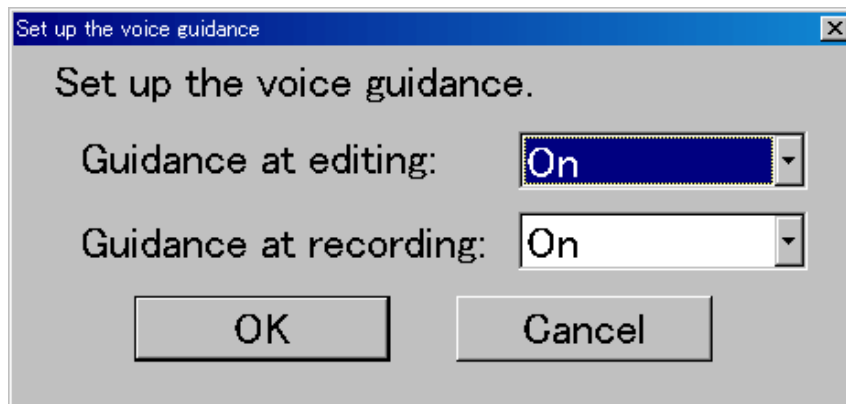 Set up the voice guidance
Set up the voice guidance.
Guidance at editing: On
Guidance at recording: On
OK Cancel